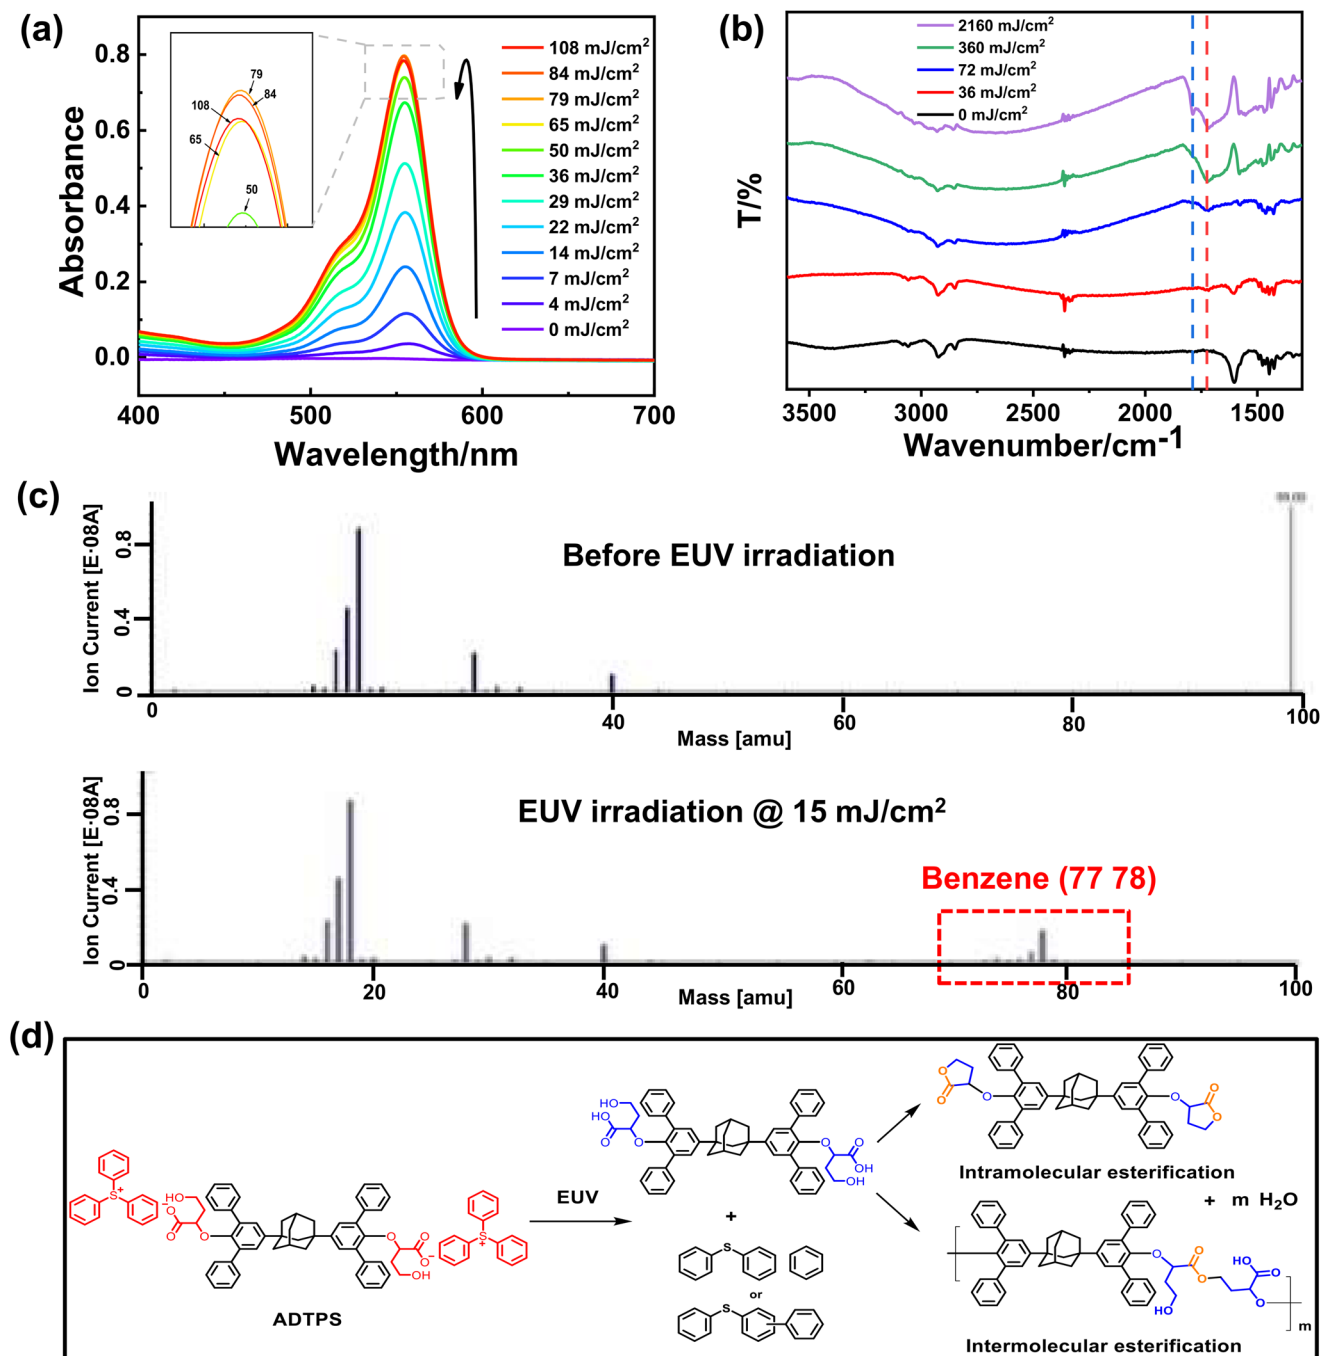 (a)
Absorbance
0.8
0.6
0.4
0.2
0.0
400
500
600
700
Wavelength/nm
79
84
108
65
50
108 mJ/cm²
84 mJ/cm²
79 mJ/cm²
65 mJ/cm²
50 mJ/cm²
36 mJ/cm²
29 mJ/cm²
22 mJ/cm²
14 mJ/cm²
7 mJ/cm²
4 mJ/cm²
0 mJ/cm²
(b)
T/%
2160 mJ/cm²
360 mJ/cm²
72 mJ/cm²
36 mJ/cm²
0 mJ/cm²
3500
3000
2500
2000
1500
Wavenumber/cm⁻¹
(c)
Ion Current [E-08A]
0.8
0.4
0
Before EUV irradiation
0
40
60
80
100
Mass [amu]
Ion Current [E-08A]
0.8
0.4
0
EUV irradiation @ 15 mJ/cm²
Benzene (77 78)
0
20
40
60
80
100
Mass [amu]
(d)
S+
HO
−O
O
O
O
O
O−
OH
S+
ADTPS
EUV
HO
HO
O
O
O
O
OH
HO
+
S
or
S
O
O
O
O
O
O
Intramolecular esterification
+ m H₂O
O
O
O
HO
HO
O
O
m
Intermolecular esterification